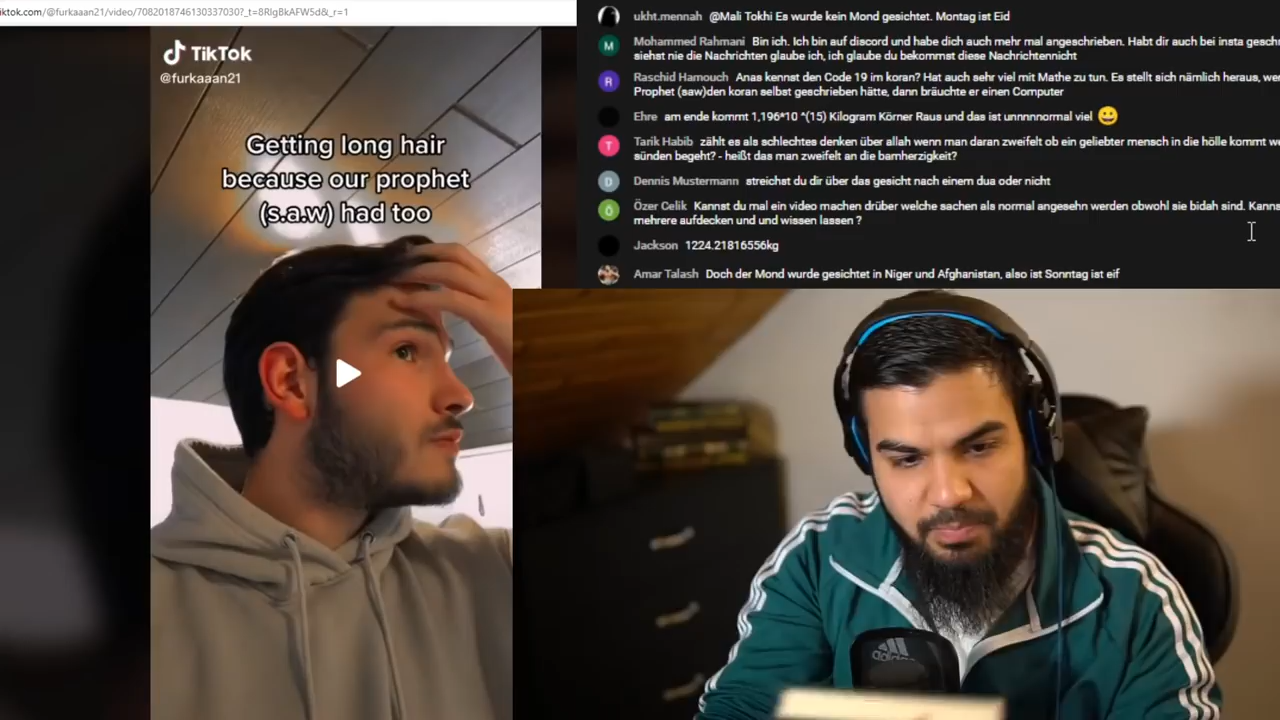 iktok.com/@furkaaan21/video/7082018746130337030?_t=8RlgBkAFW5d&_r=1
TikTok
@furkaaan21
Getting long hair
because our prophet
(s.a.w) had too
ukht.mennah @Mali Tokhi Es wurde kein Mond gesichtet. Montag ist Eid
M
Mohammed Rahmani Bin ich. Ich bin auf discord und habe dich auch mehr mal angeschrieben. Habt dir auch bei insta gesch
siehst nie die Nachrichten glaube ich, ich glaube du bekommst diese Nachrichtennicht
R
Raschid Hamouch Anas kennst den Code 19 im koran? Hat auch sehr viel mit Mathe zu tun. Es stellt sich nämlich heraus, we
Prophet (saw)den koran selbst geschrieben hätte, dann bräuchte er einen Computer
Ehre am ende kommt 1,196*10 ^(15) Kilogram Körner Raus und das ist unnnnnormal viel 😀
T
Tarik Habib zählt es als schlechtes denken über allah wenn man daran zweifelt ob ein geliebter mensch in die hölle kommt we
sünden begeht? - heißt das man zweifelt an die bamherzigkeit?
D
Dennis Mustermann streichst du dir über das gesicht nach einem dua oder nicht
Ö
Özer Celik Kannst du mal ein video machen drüber welche sachen als normal angesehn werden obwohl sie bidah sind. Kanns
mehrere aufdecken und und wissen lassen ?
Jackson 1224.21816556kg
Amar Talash Doch der Mond wurde gesichtet in Niger und Afghanistan, also ist Sonntag ist eif
adidas